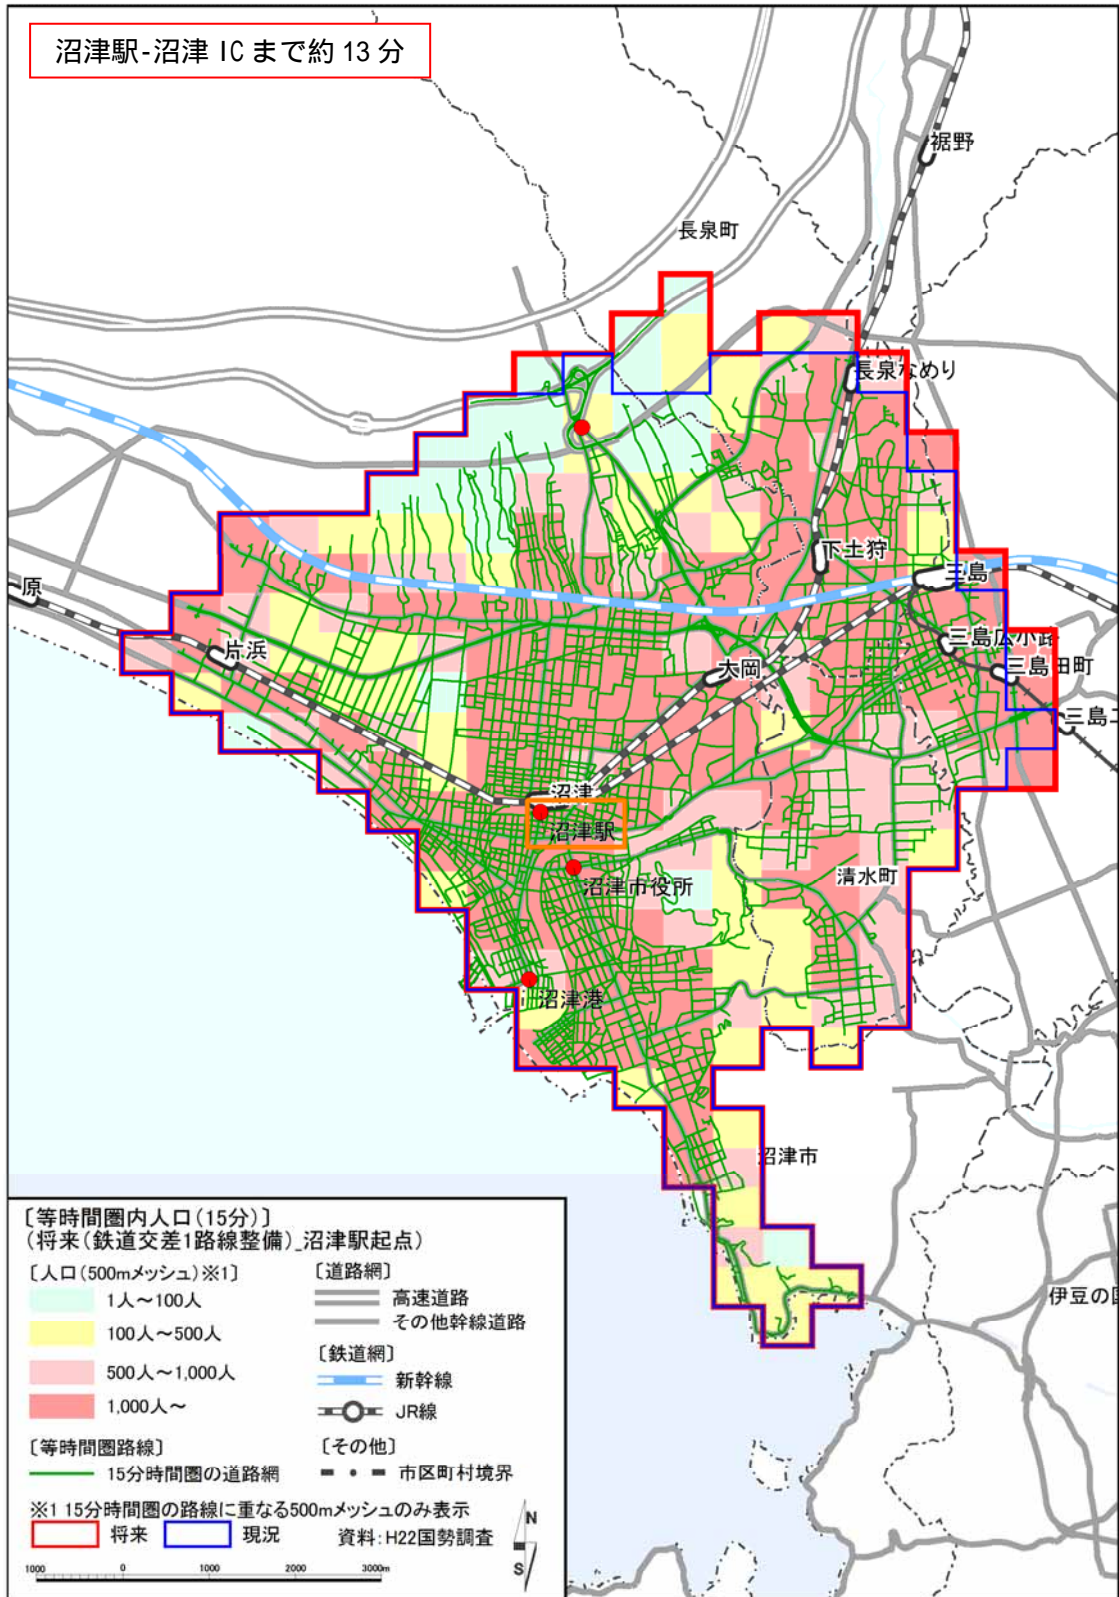 沼津駅-沼津 IC まで約 13 分
裾野
長泉町
長泉なめり
下土狩
三島
原
片浜
三島広小路
大岡
三島田町
三島二
沼津
沼津駅
沼津市役所
清水町
沼津港
沼津市
伊豆の国
〔等時間圏内人口(15分)〕
(将来(鉄道交差1路線整備)_沼津駅起点)
〔人口(500mメッシュ)※1〕
1人～100人
100人～500人
500人～1,000人
1,000人～
〔道路網〕
高速道路
その他幹線道路
〔鉄道網〕
新幹線
JR線
〔等時間圏路線〕
15分時間圏の道路網
〔その他〕
市区町村境界
※1 15分時間圏の路線に重なる500mメッシュのみ表示
将来 現況 資料:H22国勢調査
N
S
1000 0 1000 2000 3000m